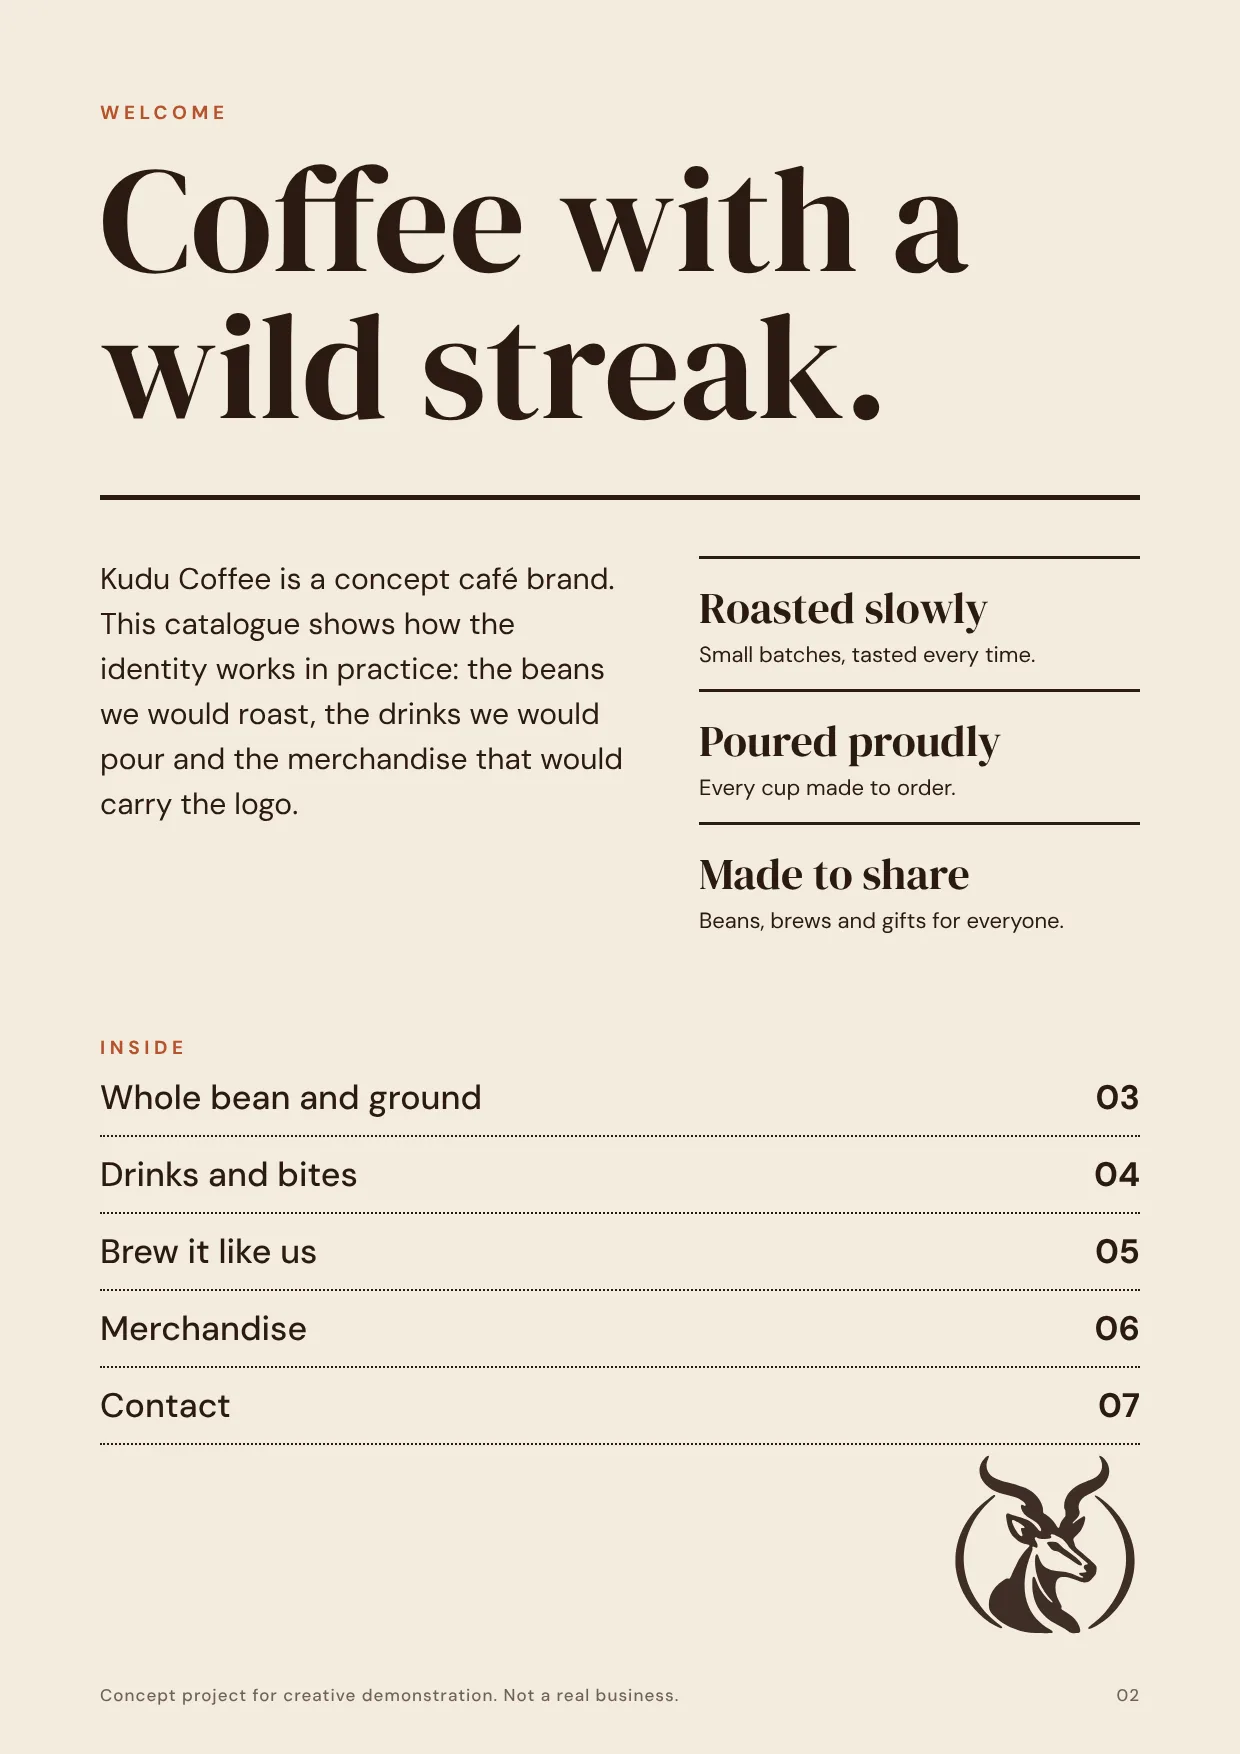 WELCOME
Coffee with a
wild streak.
Kudu Coffee is a concept café brand.
This catalogue shows how the
identity works in practice: the beans
we would roast, the drinks we would
pour and the merchandise that would
carry the logo.
Roasted slowly
Small batches, tasted every time.
Poured proudly
Every cup made to order.
Made to share
Beans, brews and gifts for everyone.
INSIDE
Whole bean and ground 03
Drinks and bites 04
Brew it like us 05
Merchandise 06
Contact 07
Concept project for creative demonstration. Not a real business. 02